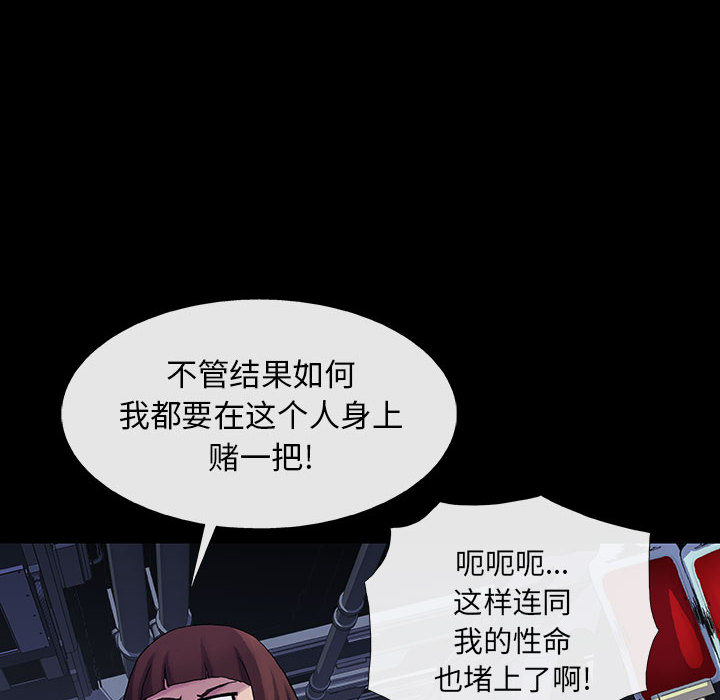 不管结果如何
我都要在这个人身上
赌一把!
呃呃呃...
这样连同
我的性命
也堵上了啊!